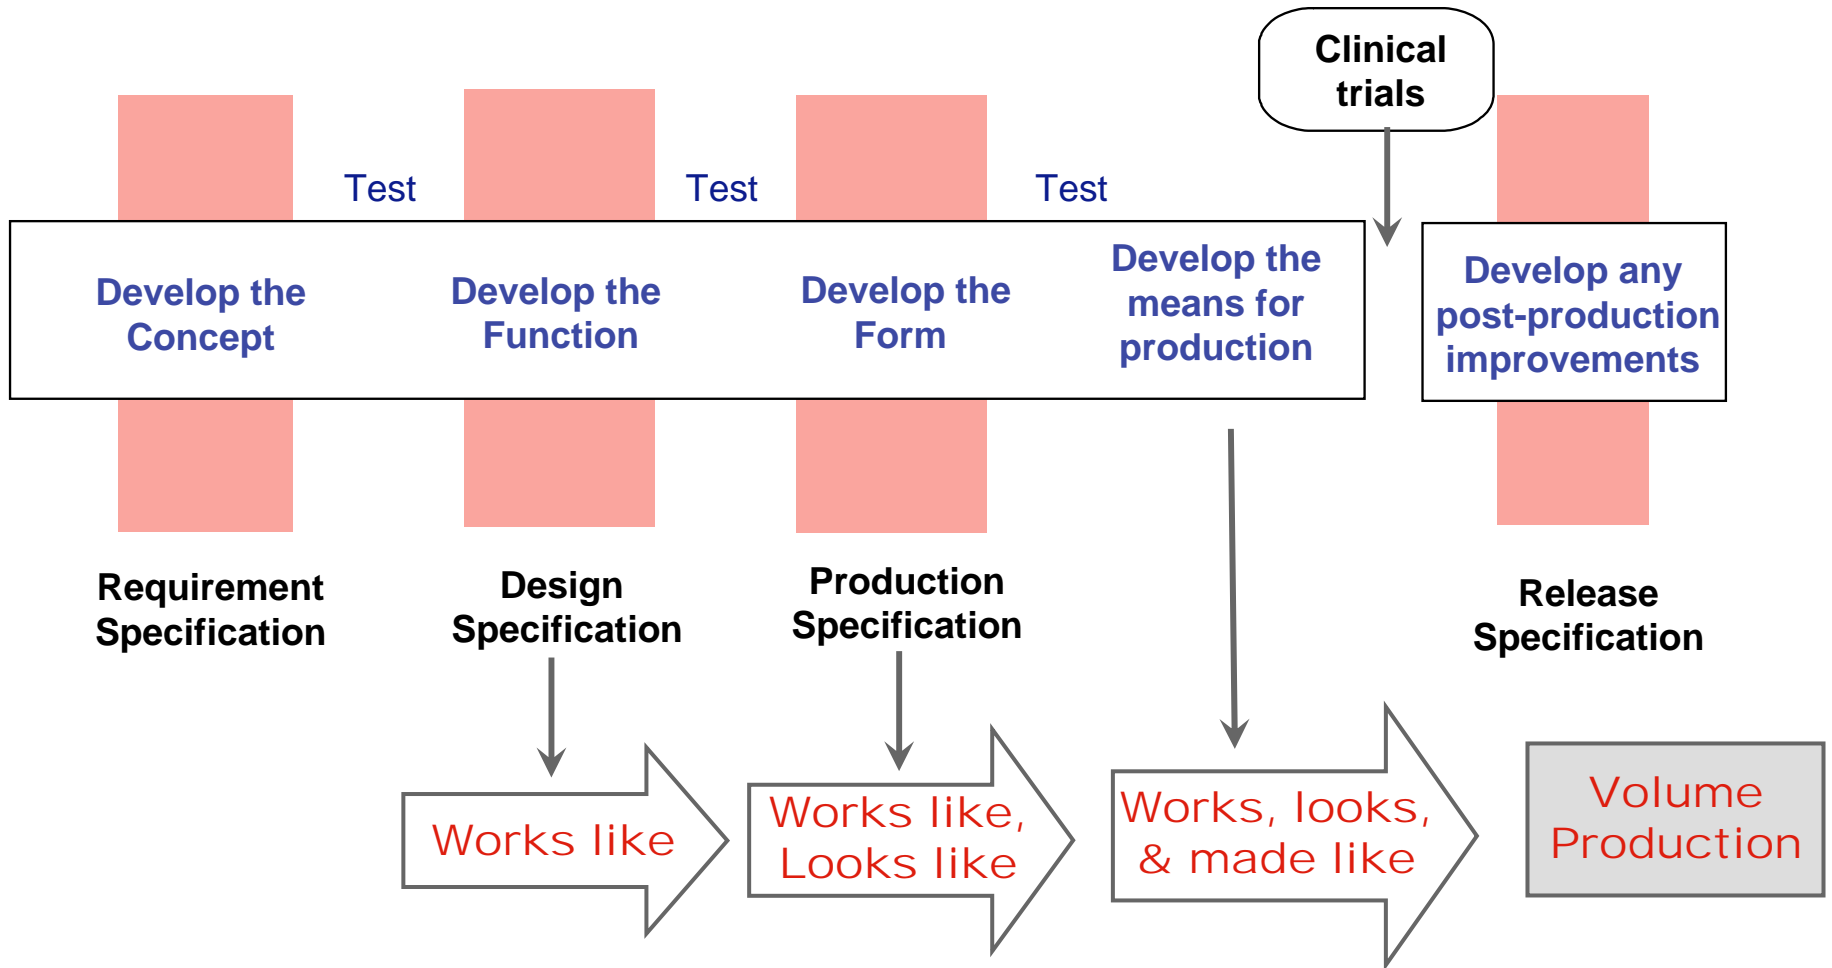 Clinical
trials
Test
Test
Test
Develop the
Concept
Develop the
Function
Develop the
Form
Develop the
means for
production
Develop any
post-production
improvements
Requirement
Specification
Design
Specification
Production
Specification
Release
Specification
Works like
Works like,
Looks like
Works, looks,
& made like
Volume
Production